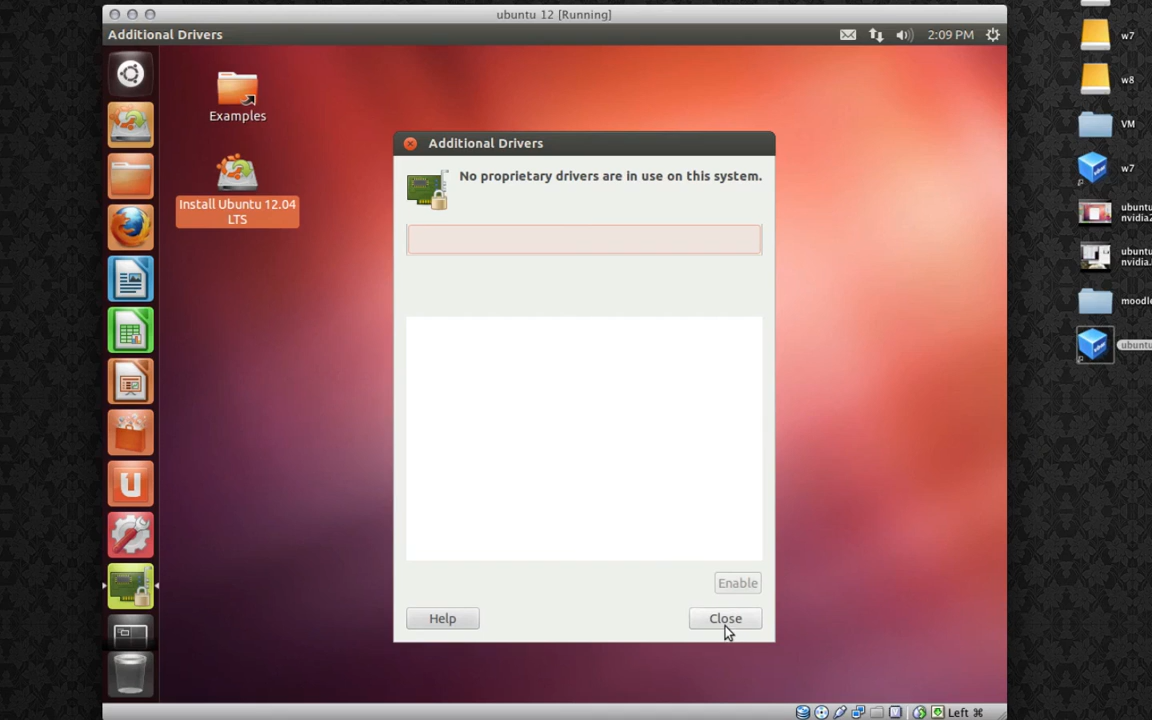 ubuntu 12 [Running]
Additional Drivers
2:09 PM
Examples
Install Ubuntu 12.04
LTS
Additional Drivers
No proprietary drivers are in use on this system.
Enable
Help
Close
w7
w8
VM
w7
ubuntu
nvidia2
ubuntu
nvidia.
moodle
ubuntu
Left ⌘